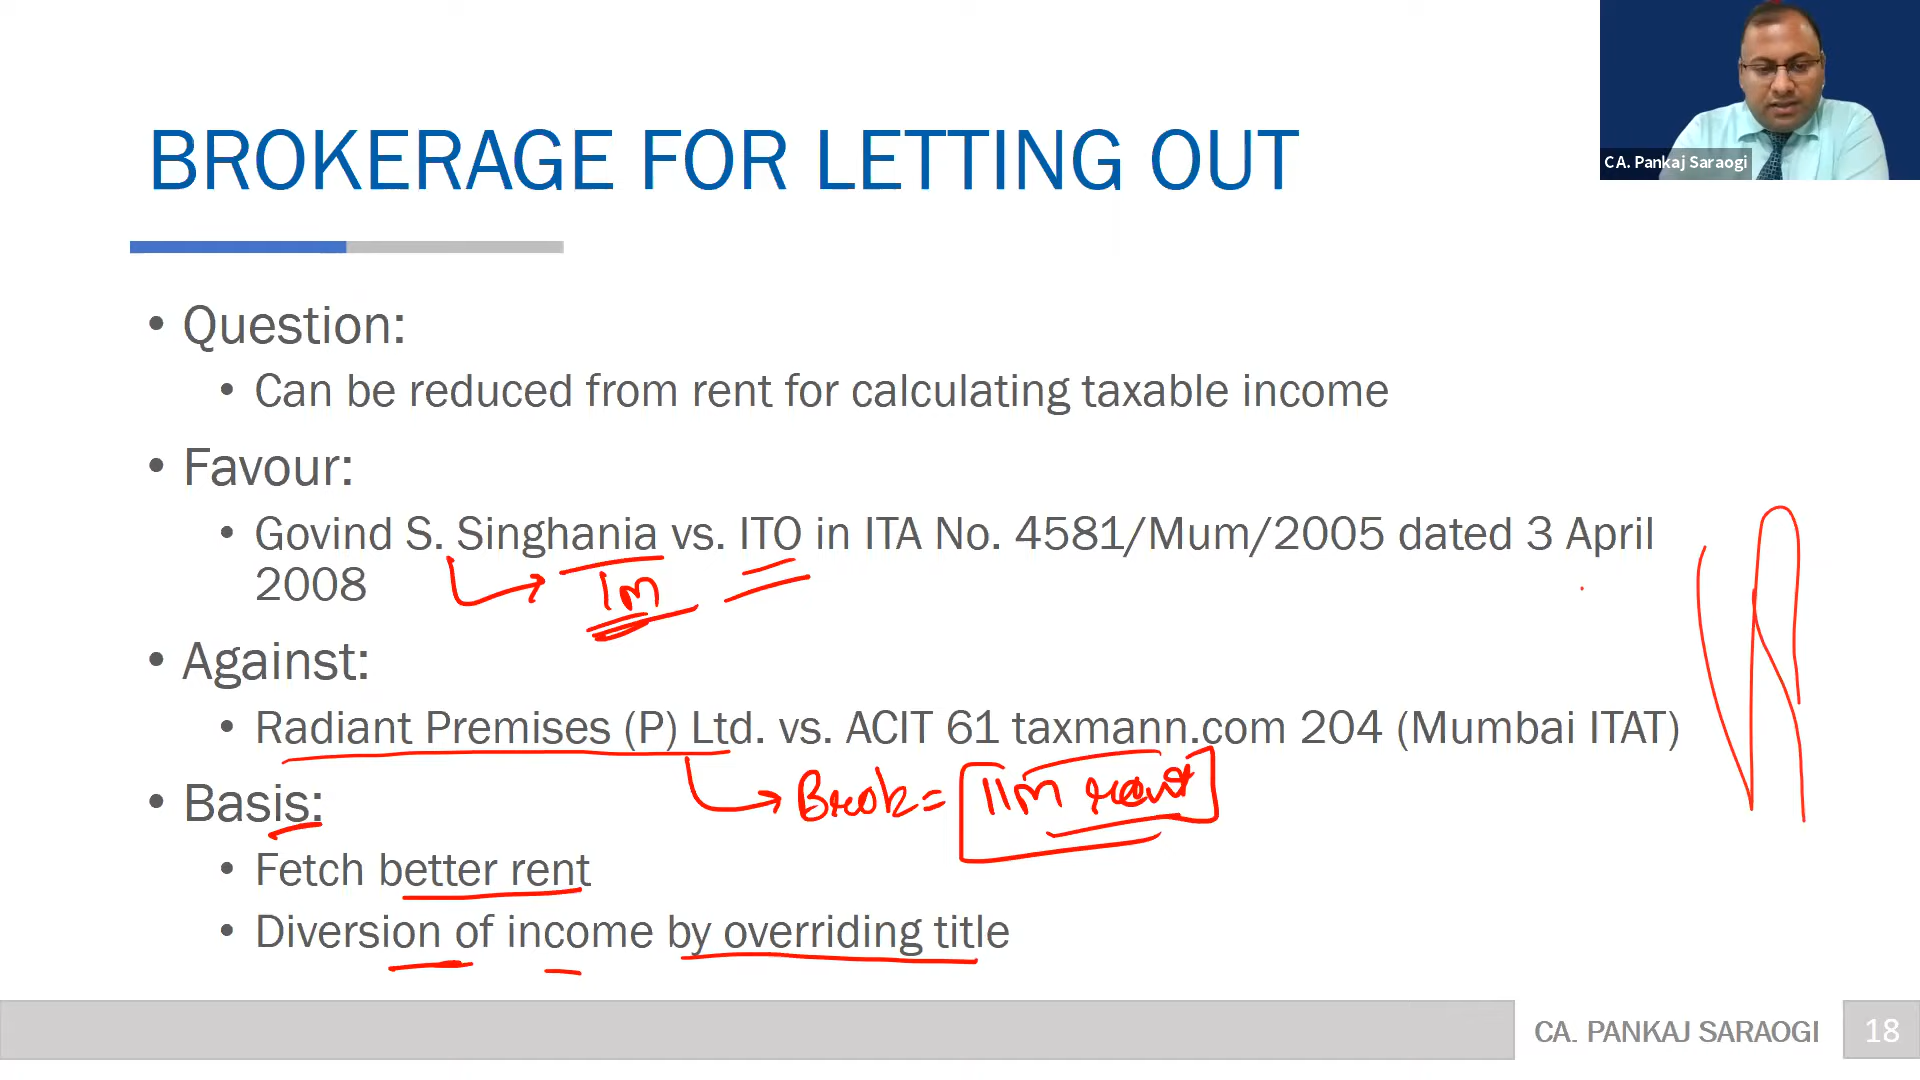 CA. Pankaj Saraogi
BROKERAGE FOR LETTING OUT
• Question:
• Can be reduced from rent for calculating taxable income
• Favour:
• Govind S. Singhania vs. ITO in ITA No. 4581/Mum/2005 dated 3 April
2008
1m
• Against:
• Radiant Premises (P) Ltd. vs. ACIT 61 taxmann.com 204 (Mumbai ITAT)
Brok = 11m rent
• Basis:
• Fetch better rent
• Diversion of income by overriding title
CA. PANKAJ SARAOGI
18